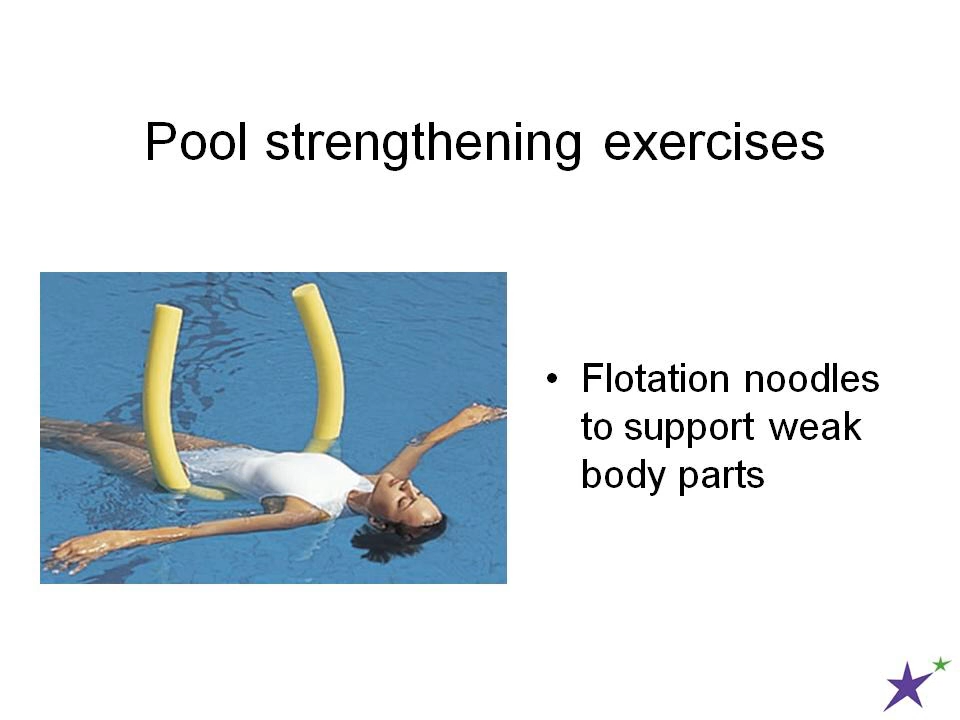 Pool strengthening exercises
• Flotation noodles
to support weak
body parts